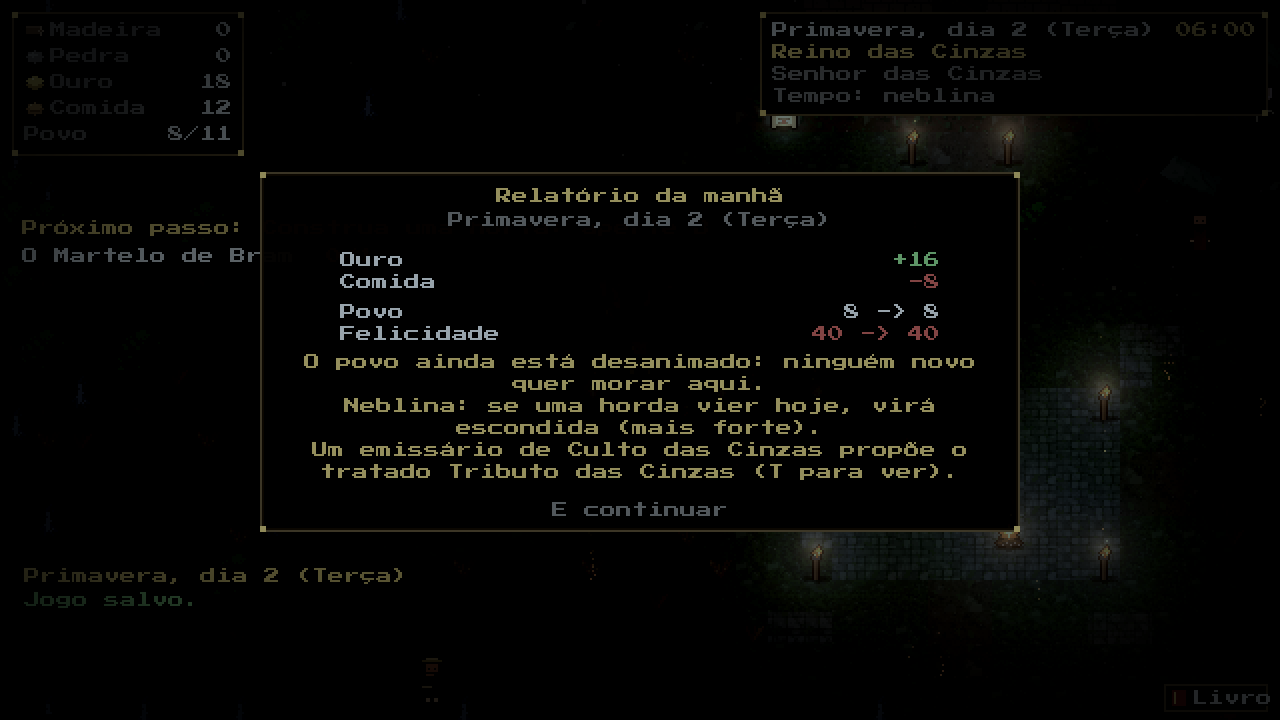 Madeira 0
Pedra 0
Ouro 18
Comida 12
Povo 8/11
Primavera, dia 2 (Terça) 06:00
Reino das Cinzas
Senhor das Cinzas
Tempo: neblina
Próximo passo:
O Martelo de Bram
Relatório da manhã
Primavera, dia 2 (Terça)
Ouro +16
Comida -8
Povo 8 -> 8
Felicidade 40 -> 40
O povo ainda está desanimado: ninguém novo
quer morar aqui.
Neblina: se uma horda vier hoje, virá
escondida (mais forte).
Um emissário de Culto das Cinzas propõe o
tratado Tributo das Cinzas (T para ver).
E continuar
Primavera, dia 2 (Terça)
Jogo salvo.
Livro